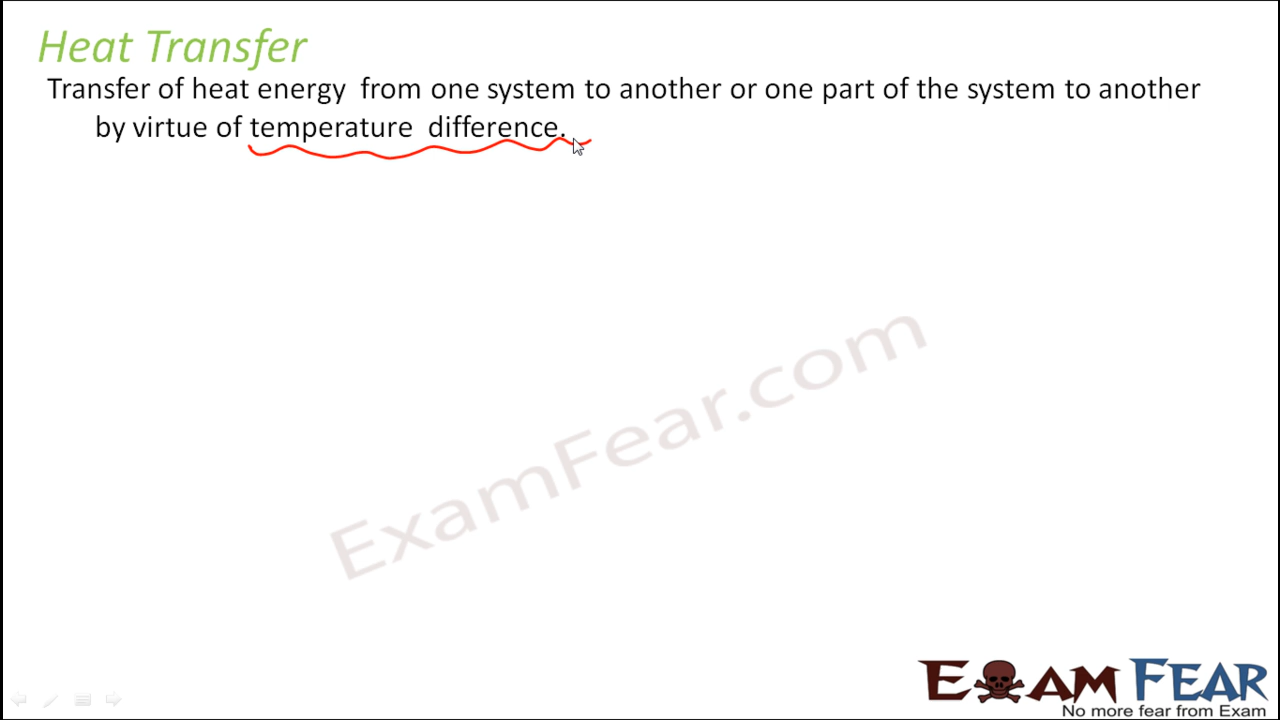 Heat Transfer
Transfer of heat energy from one system to another or one part of the system to another
by virtue of temperature difference.
ExamFear.com
EXAM FEAR
No more fear from Exam